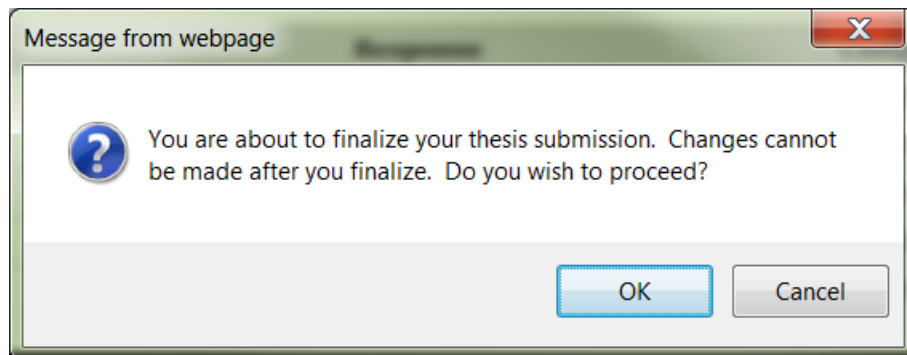 Message from webpage
Response
You are about to finalize your thesis submission.  Changes cannot
be made after you finalize.  Do you wish to proceed?
OK
Cancel